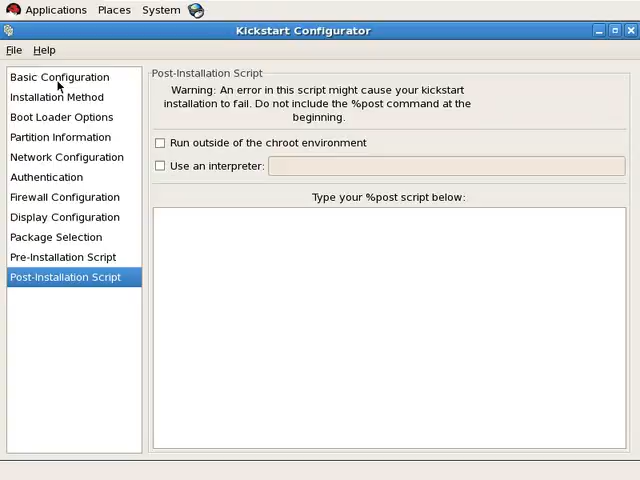 Applications Places System
Kickstart Configurator
File Help
Basic Configuration
Installation Method
Boot Loader Options
Partition Information
Network Configuration
Authentication
Firewall Configuration
Display Configuration
Package Selection
Pre-Installation Script
Post-Installation Script
Post-Installation Script
Warning: An error in this script might cause your kickstart
installation to fail. Do not include the %post command at the
beginning.
Run outside of the chroot environment
Use an interpreter:
Type your %post script below: